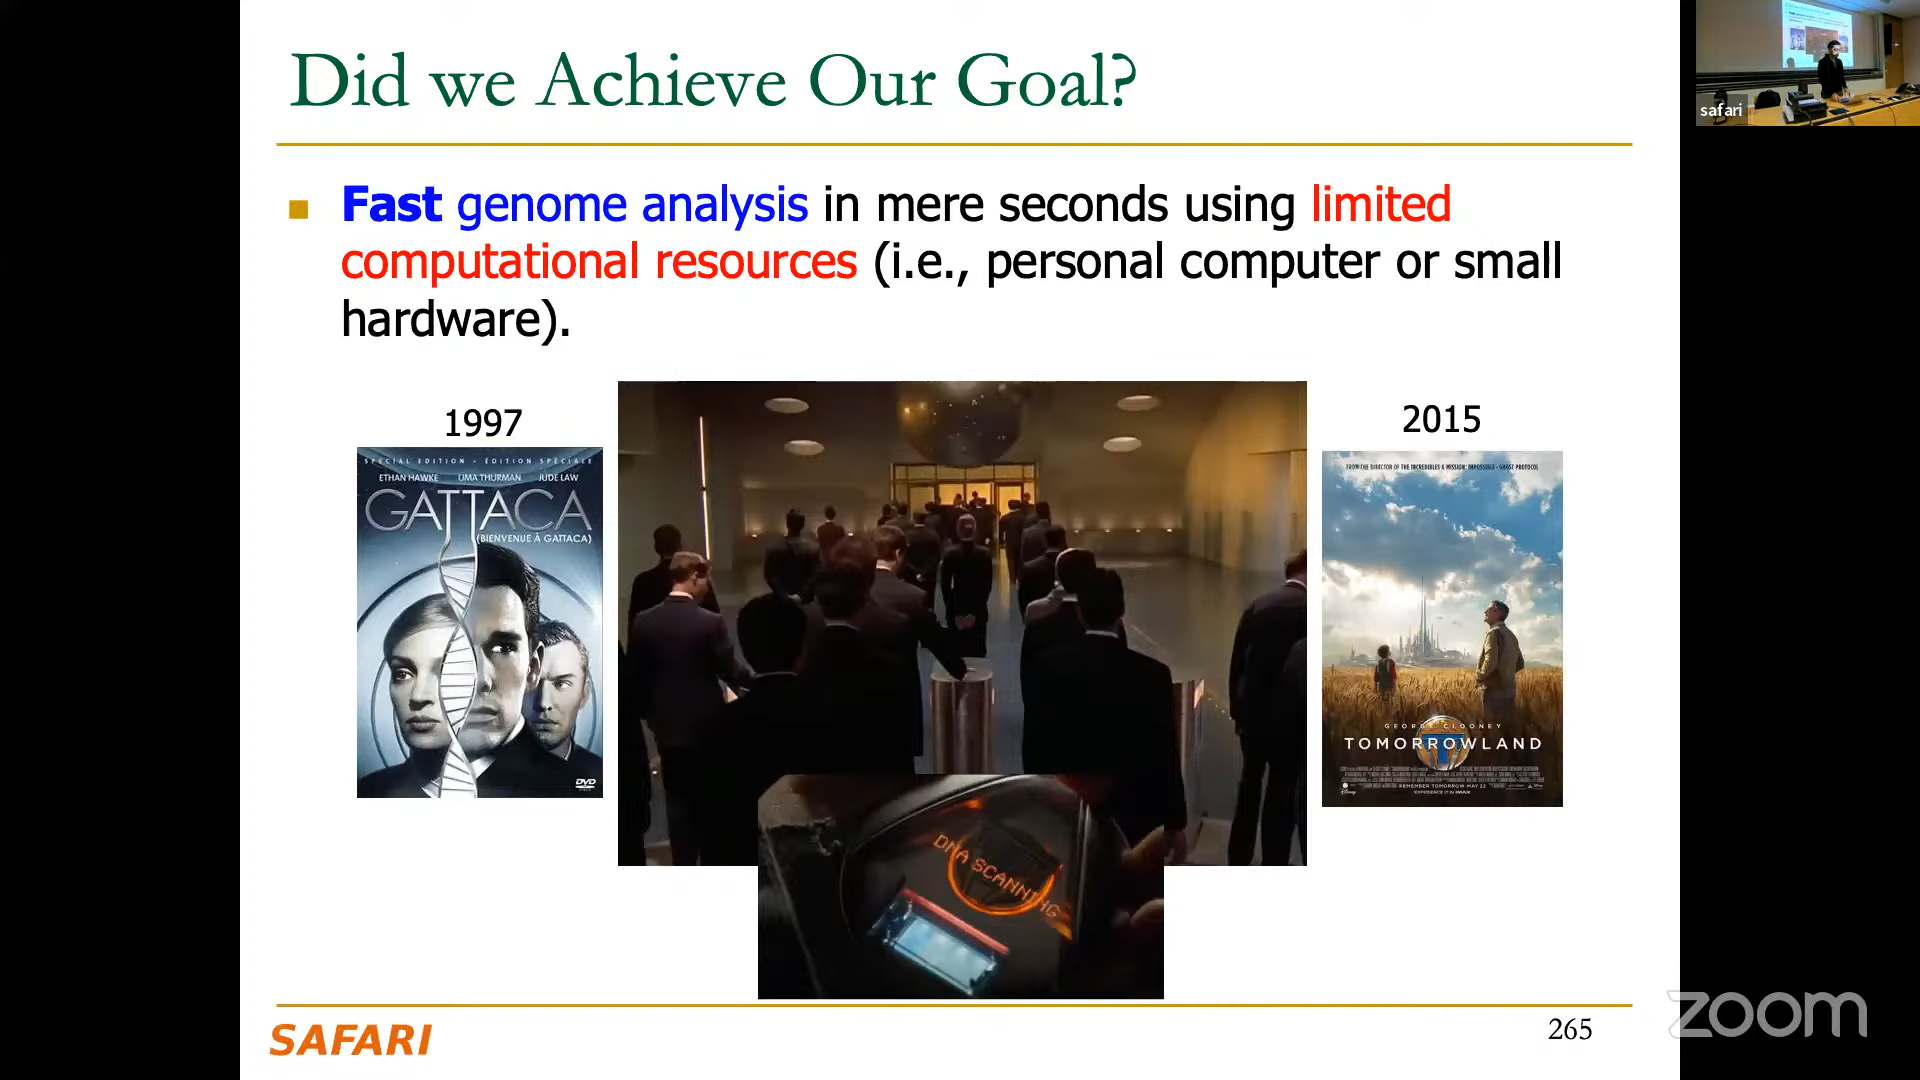 Did we Achieve Our Goal?
safari
Fast genome analysis in mere seconds using limited
computational resources (i.e., personal computer or small
hardware).
1997
2015
SPECIAL EDITION · ÉDITION SPÉCIALE
ETHAN HAWKE UMA THURMAN JUDE LAW
GATTACA
(BIENVENUE À GATTACA)
DVD
FROM THE DIRECTOR OF THE INCREDIBLES & MISSION: IMPOSSIBLE - GHOST PROTOCOL
GEORGE CLOONEY
TOMORROWLAND
REMEMBER TOMORROW MAY 22
EXPERIENCE IT IN IMAX
Disney
DNA SCANNING
SAFARI
265
zoom